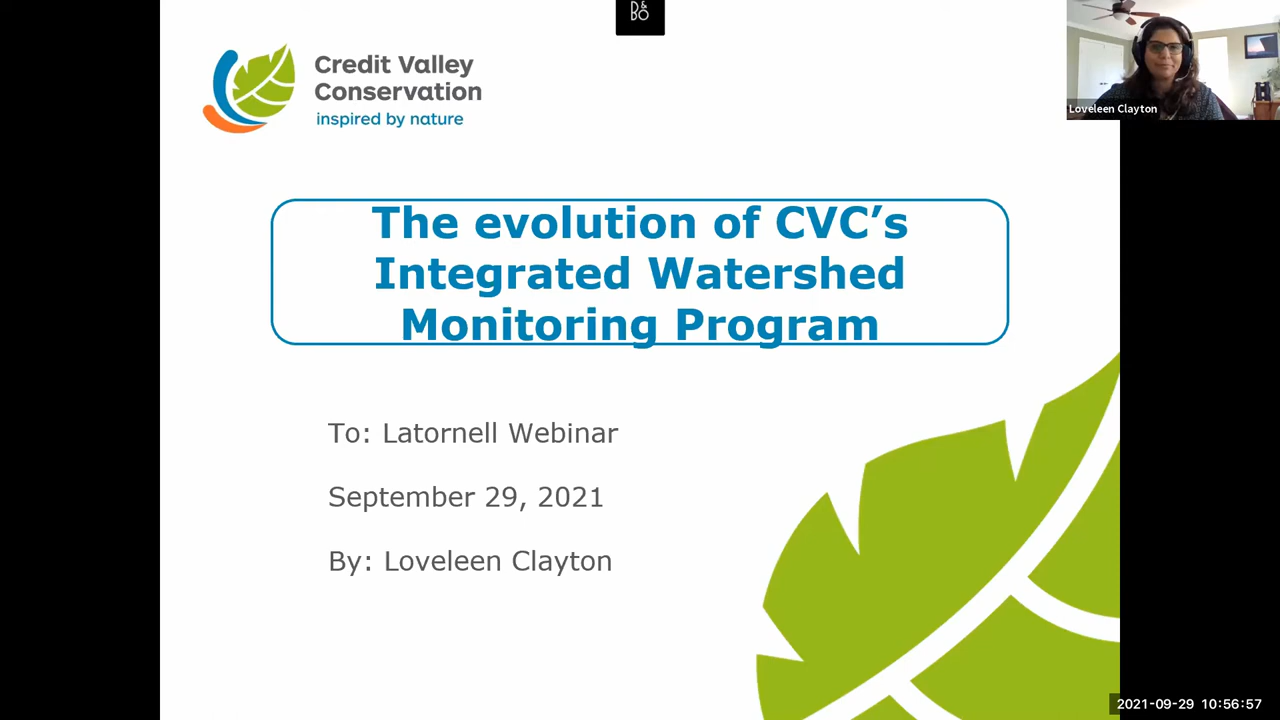 D&
BO
Credit Valley
Conservation
inspired by nature
Loveleen Clayton
The evolution of CVC’s
Integrated Watershed
Monitoring Program
To: Latornell Webinar
September 29, 2021
By: Loveleen Clayton
2021-09-29 10:56:57